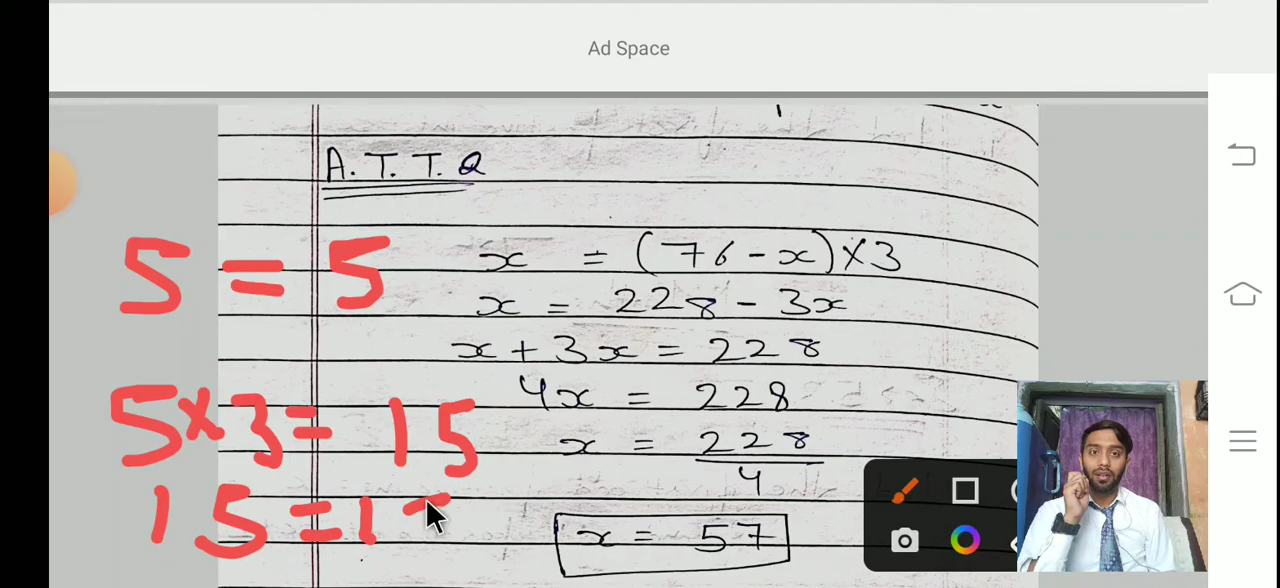 Ad Space
A.T.T.Q
x = (76 - x) × 3
x = 228 - 3x
x + 3x = 228
4x = 228
x = 228/4
x = 57
5 = 5
5 × 3 = 15
15 = 1